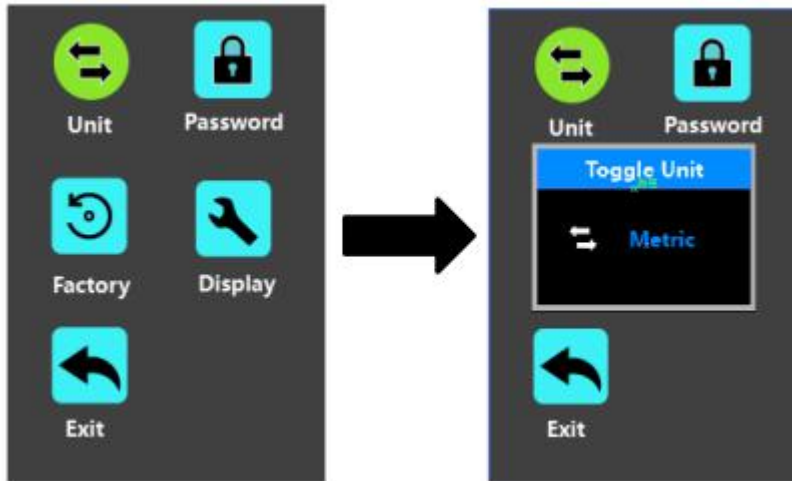 Unit
Password
Factory
Display
Exit
Unit
Password
Toggle Unit
Metric
Exit